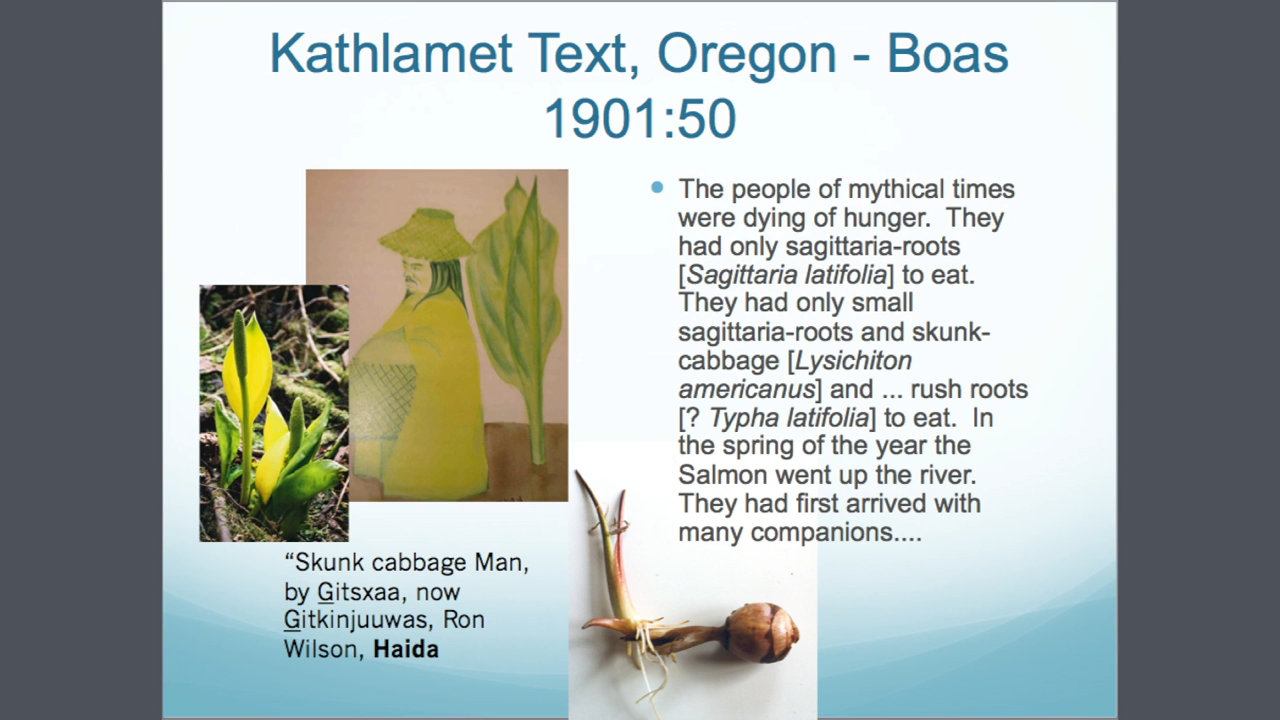 Kathlamet Text, Oregon - Boas
1901:50
The people of mythical times
were dying of hunger.  They
had only sagittaria-roots
[Sagittaria latifolia] to eat.
They had only small
sagittaria-roots and skunk-
cabbage [Lysichiton
americanus] and ... rush roots
[? Typha latifolia] to eat.  In
the spring of the year the
Salmon went up the river.
They had first arrived with
many companions....
“Skunk cabbage Man,
by Gitsxaa, now
Gitkinjuuwas, Ron
Wilson, Haida